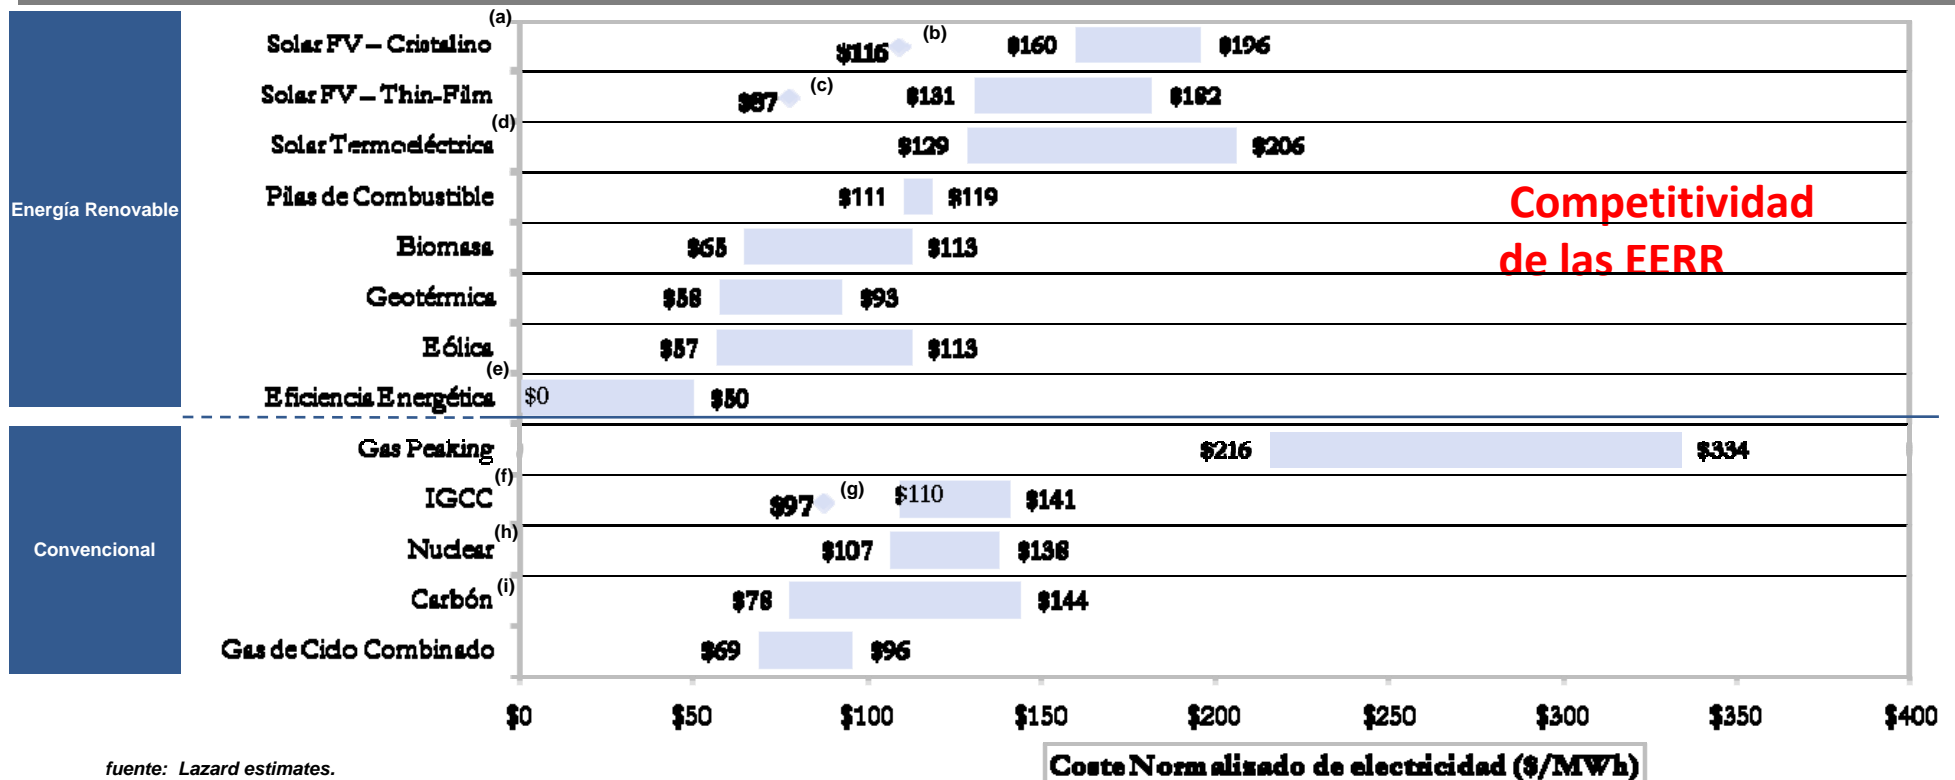 (a)
Solar FV – Cristalino $116 (b) $160 $196
Solar FV – Thin-Film $87 (c) $131 $182
(d)
Solar Termoeléctrica $129 $206
Pilas de Combustible $111 $119
Energía Renovable
Competitividad
de las EERR
Biomasa $65 $113
Geotérmica $58 $93
Eólica $57 $113
(e)
Eficiencia Energética $0 $50
Gas Peaking $216 $334
(f)
IGCC $97 (g) $110 $141
(h)
Nuclear $107 $138
Convencional
(i)
Carbón $78 $144
Gas de Ciclo Combinado $69 $96
$0 $50 $100 $150 $200 $250 $300 $350 $400
Coste Normalizado de electricidad ($/MWh)
fuente: Lazard estimates.